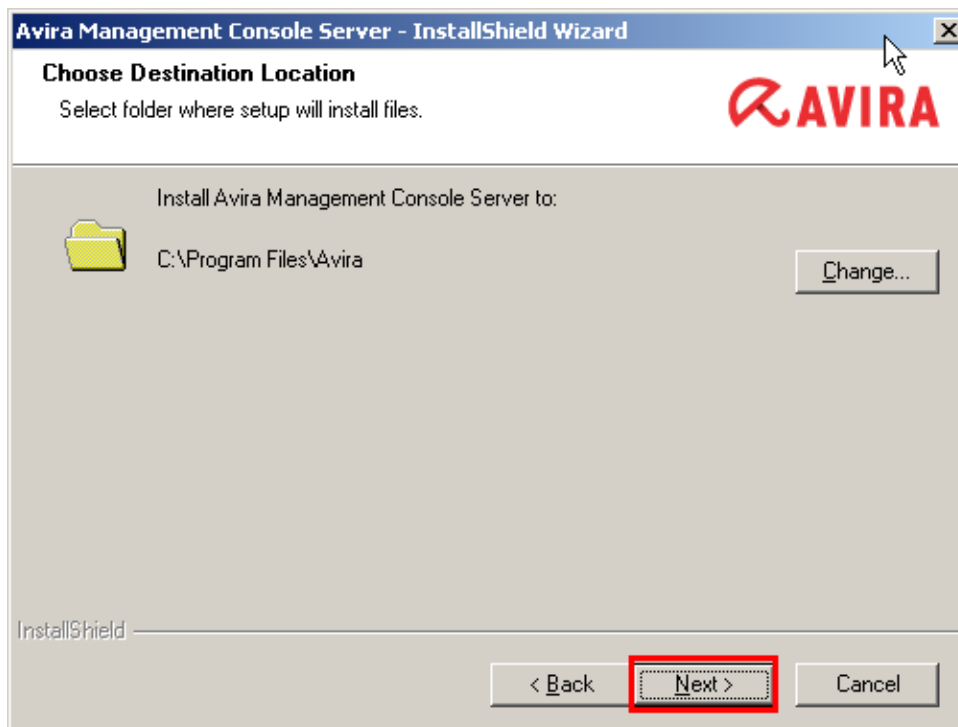 Avira Management Console Server - InstallShield Wizard
Choose Destination Location
Select folder where setup will install files.
AVIRA
Install Avira Management Console Server to:
C:\Program Files\Avira
Change...
InstallShield
< Back
Next >
Cancel